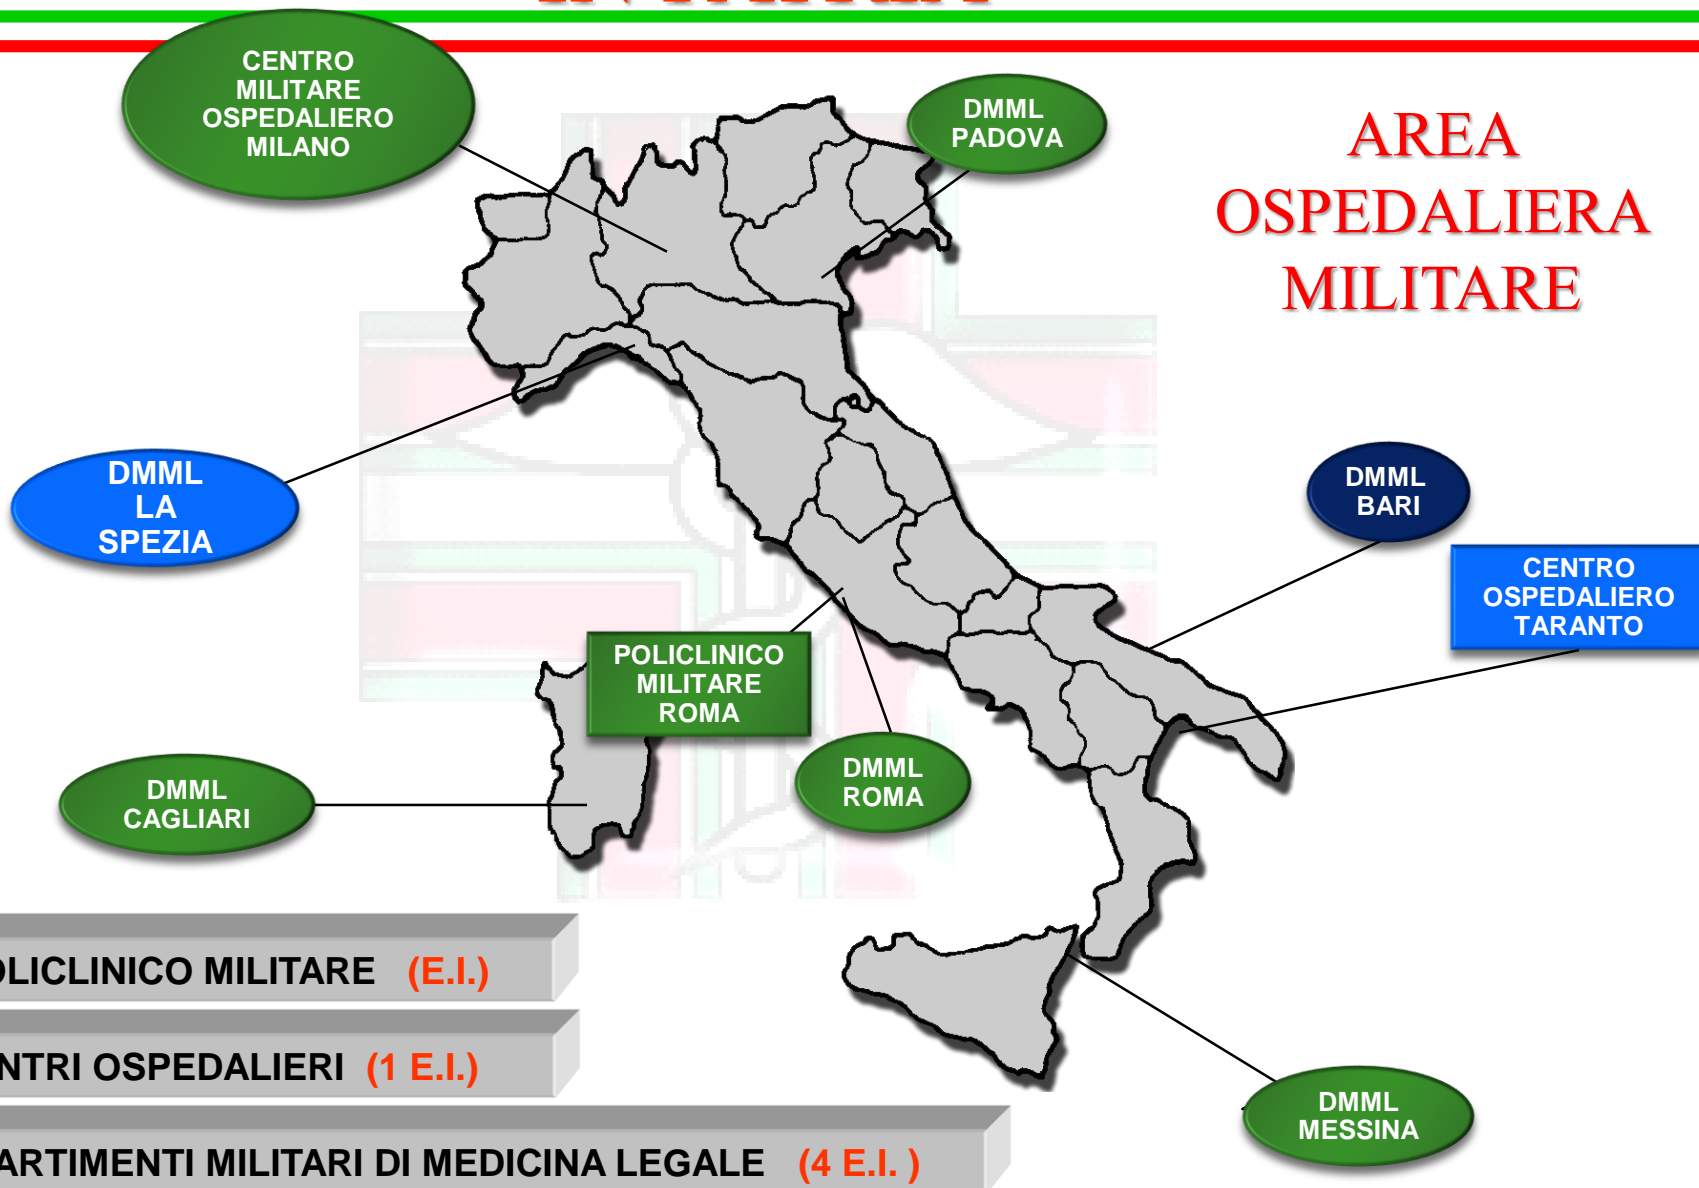 CENTRO
MILITARE
OSPEDALIERO
MILANO
DMML
PADOVA
AREA
OSPEDALIERA
MILITARE
DMML
LA
SPEZIA
DMML
BARI
CENTRO
OSPEDALIERO
TARANTO
POLICLINICO
MILITARE
ROMA
DMML
ROMA
DMML
CAGLIARI
OLICLINICO MILITARE (E.I.)
NTRI OSPEDALIERI (1 E.I.)
ARTIMENTI MILITARI DI MEDICINA LEGALE (4 E.I. )
DMML
MESSINA